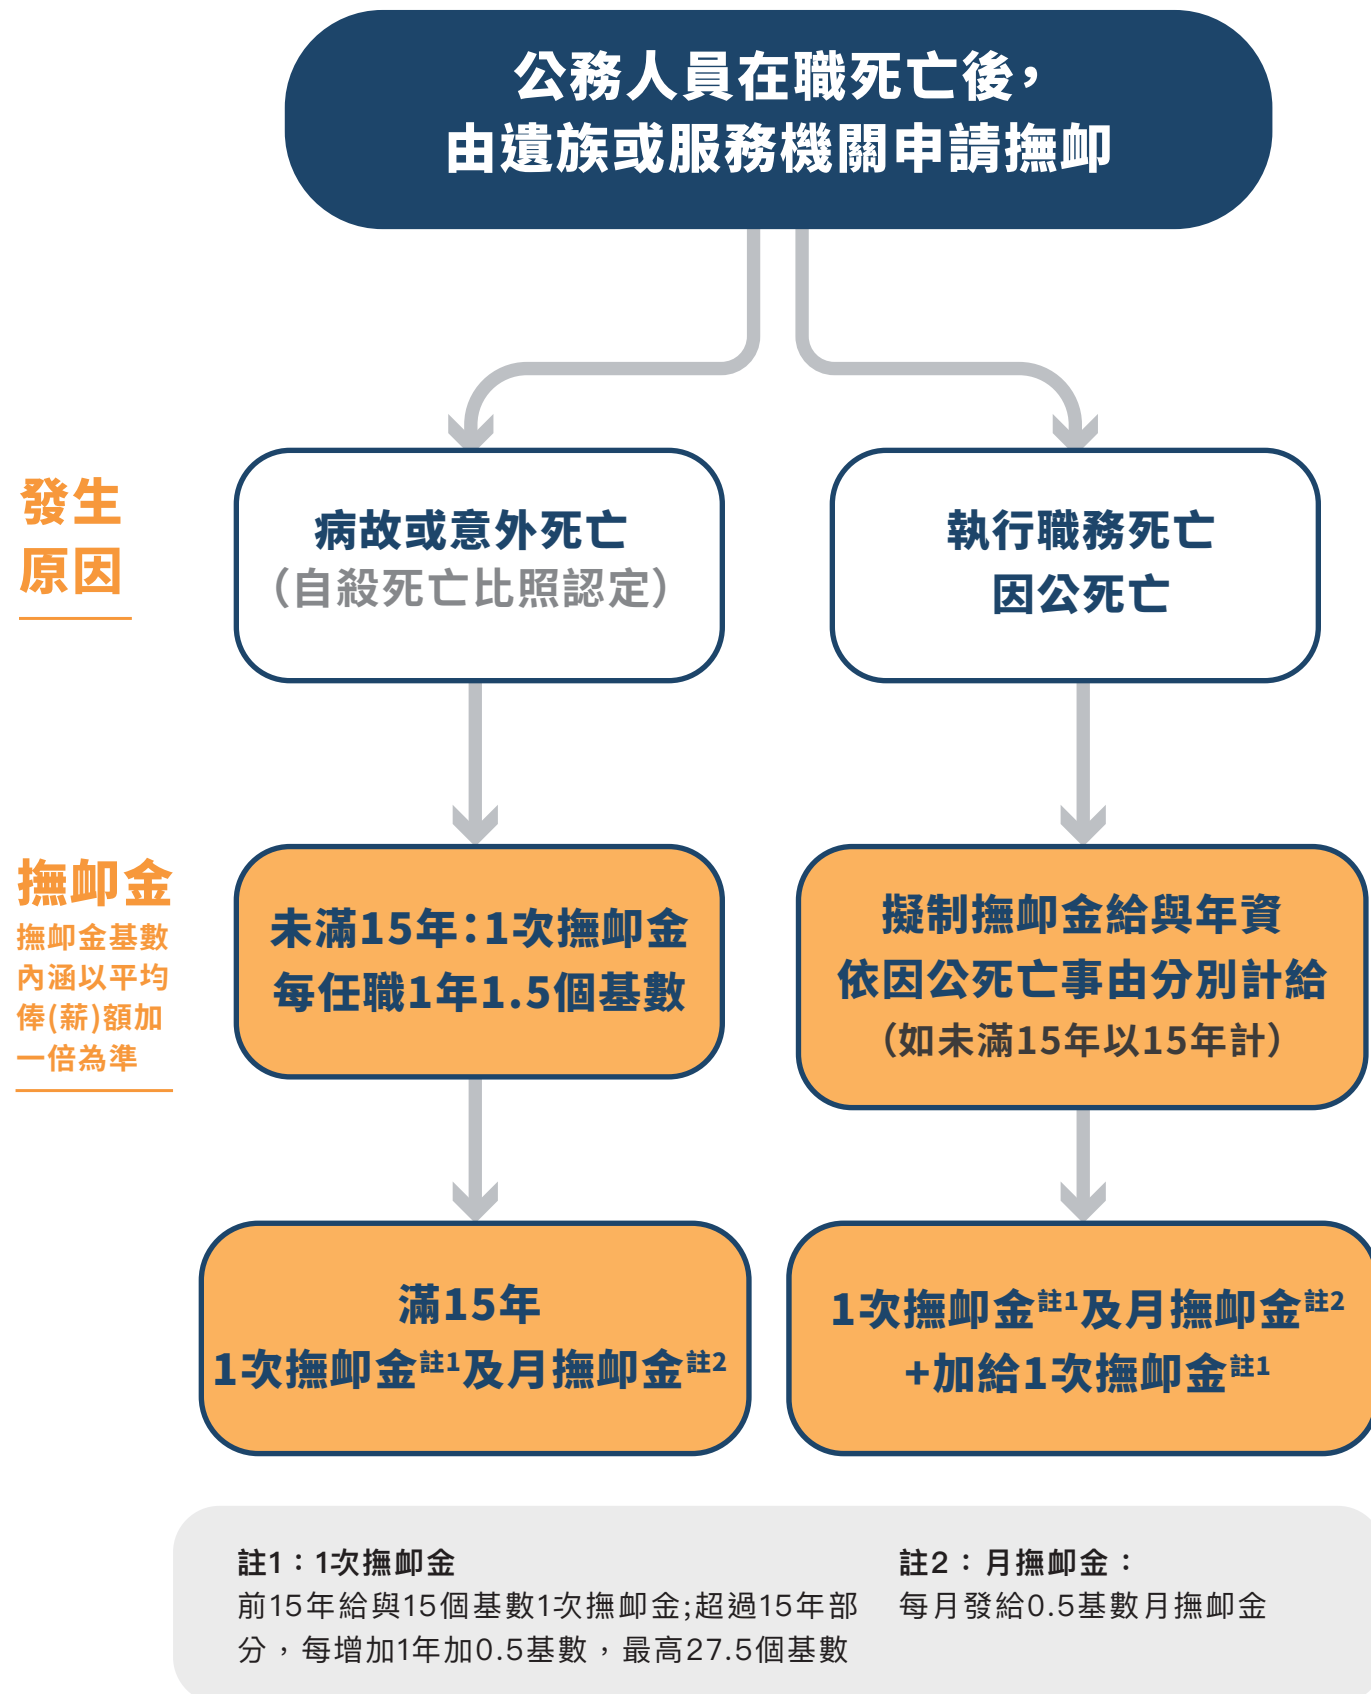 公務人員在職死亡後，
由遺族或服務機關申請撫卹
發生
原因
病故或意外死亡
（自殺死亡比照認定）
執行職務死亡
因公死亡
撫卹金
撫卹金基數
內涵以平均
俸(薪)額加
一倍為準
未滿15年：1次撫卹金
每任職1年1.5個基數
擬制撫卹金給與年資
依因公死亡事由分別計給
（如未滿15年以15年計）
滿15年
1次撫卹金註1及月撫卹金註2
1次撫卹金註1及月撫卹金註2
+加給1次撫卹金註1
註1：1次撫卹金
前15年給與15個基數1次撫卹金;超過15年部
分，每增加1年加0.5基數，最高27.5個基數
註2：月撫卹金：
每月發給0.5基數月撫卹金